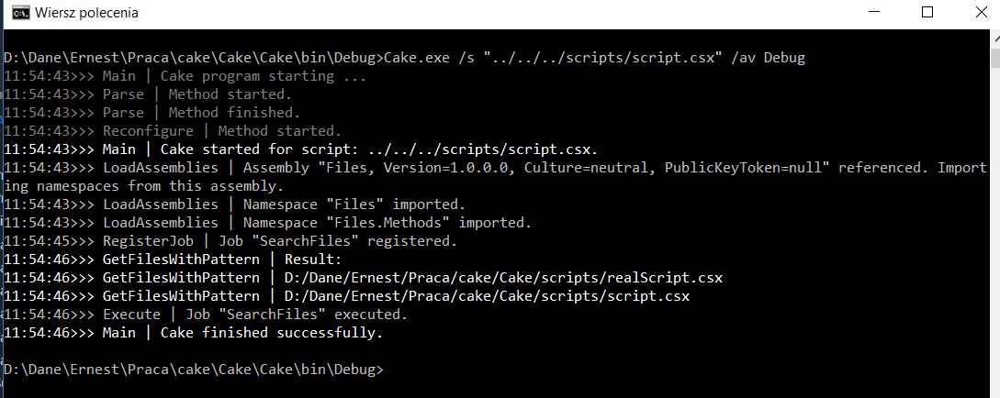 Wiersz polecenia
D:\Dane\Ernest\Praca\cake\Cake\Cake\bin\Debug>Cake.exe /s "../../../scripts/script.csx" /av Debug
11:54:43>>> Main | Cake program starting ...
11:54:43>>> Parse | Method started.
11:54:43>>> Parse | Method finished.
11:54:43>>> Reconfigure | Method started.
11:54:43>>> Main | Cake started for script: ../../../scripts/script.csx.
11:54:43>>> LoadAssemblies | Assembly "Files, Version=1.0.0.0, Culture=neutral, PublicKeyToken=null" referenced. Import
ing namespaces from this assembly.
11:54:43>>> LoadAssemblies | Namespace "Files" imported.
11:54:43>>> LoadAssemblies | Namespace "Files.Methods" imported.
11:54:45>>> RegisterJob | Job "SearchFiles" registered.
11:54:46>>> GetFilesWithPattern | Result:
11:54:46>>> GetFilesWithPattern | D:/Dane/Ernest/Praca/cake/Cake/scripts/realScript.csx
11:54:46>>> GetFilesWithPattern | D:/Dane/Ernest/Praca/cake/Cake/scripts/script.csx
11:54:46>>> Execute | Job "SearchFiles" executed.
11:54:46>>> Main | Cake finished successfully.
D:\Dane\Ernest\Praca\cake\Cake\Cake\bin\Debug>